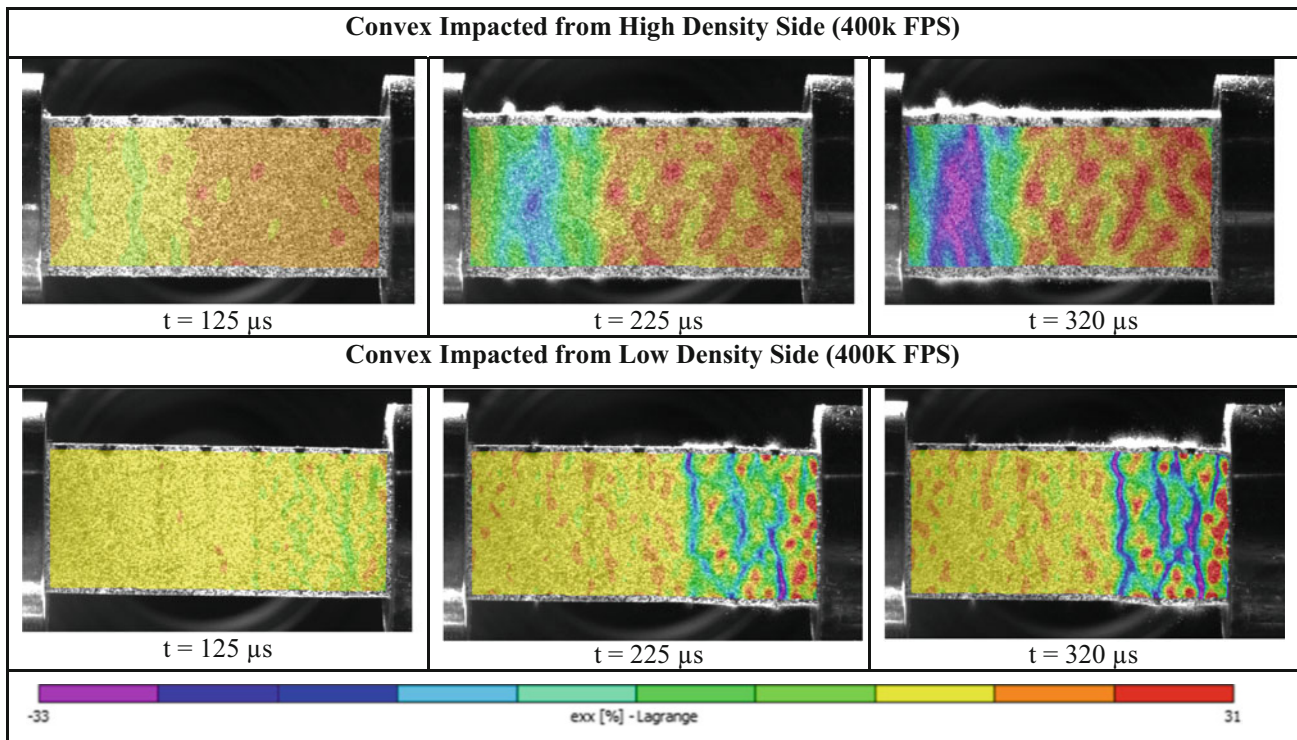 Convex Impacted from High Density Side (400k FPS)
t = 125 µs
t = 225 µs
t = 320 µs
Convex Impacted from Low Density Side (400K FPS)
t = 125 µs
t = 225 µs
t = 320 µs
-33
exx [%] - Lagrange
31